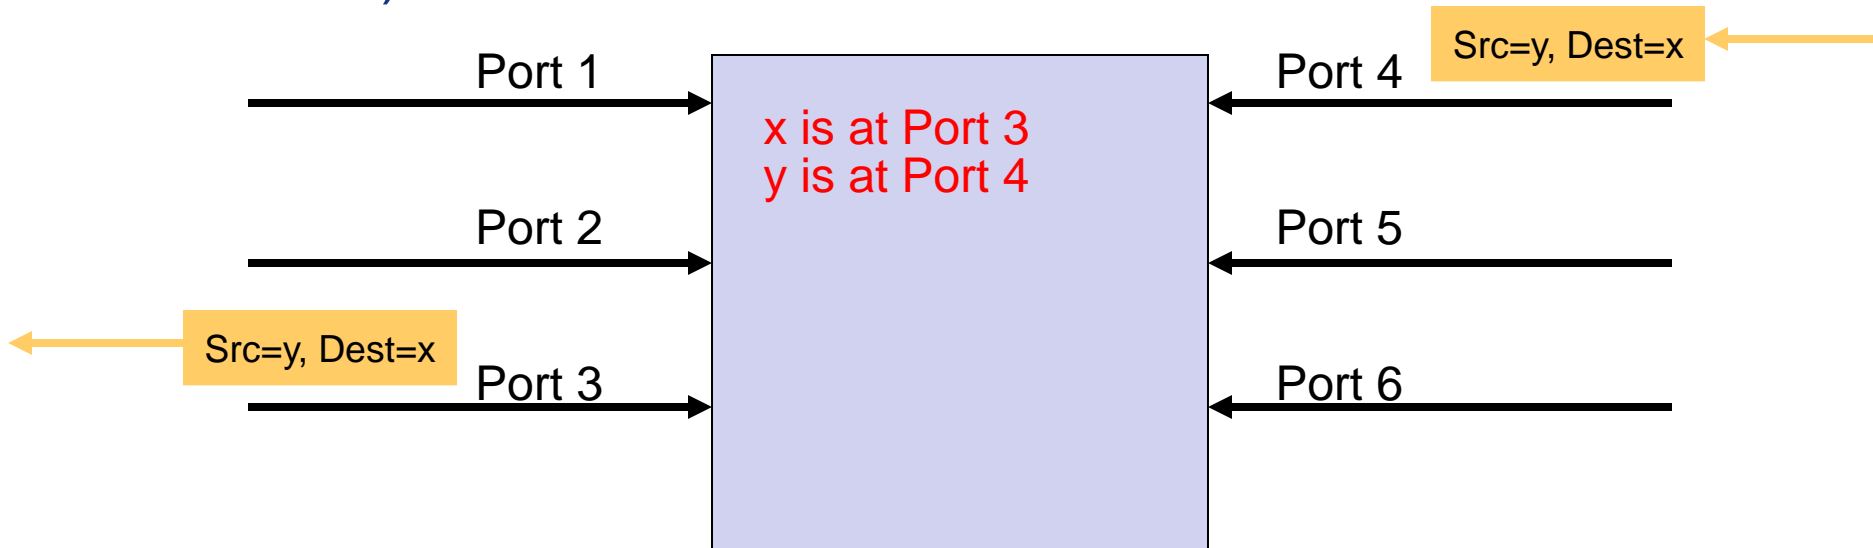 Src=y, Dest=x
Port 1
Port 4
x is at Port 3
y is at Port 4
Port 2
Port 5
Src=y, Dest=x
Port 3
Port 6